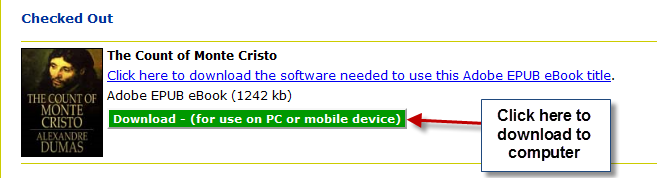 Checked Out
The Count of Monte Cristo
Click here to download the software needed to use this Adobe EPUB eBook title.
Adobe EPUB eBook (1242 kb)
Download - (for use on PC or mobile device)
THE COUNT OF
MONTE
CRISTO
ALEXANDRE
DUMAS
Click here to
download to
computer